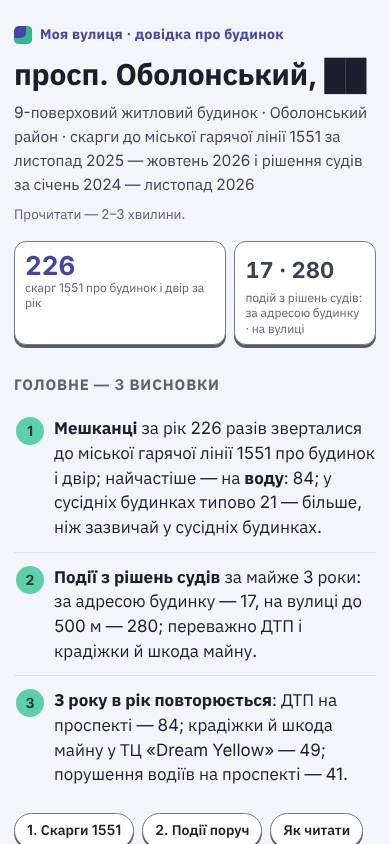 Моя вулиця · довідка про будинок
просп. Оболонський,
9-поверховий житловий будинок · Оболонський
район · скарги до міської гарячої лінії 1551 за
листопад 2025 — жовтень 2026 і рішення судів
за січень 2024 — листопад 2026
Прочитати — 2–3 хвилини.
226
скарг 1551 про будинок і двір за
рік
17 · 280
подій з рішень судів:
за адресою будинку
· на вулиці
ГОЛОВНЕ — 3 ВИСНОВКИ
1 Мешканці за рік 226 разів зверталися
до міської гарячої лінії 1551 про будинок
і двір; найчастіше — на воду: 84; у
сусідніх будинках типово 21 — більше,
ніж зазвичай у сусідніх будинках.
2 Події з рішень судів за майже 3 роки:
за адресою будинку — 17, на вулиці до
500 м — 280; переважно ДТП і
крадіжки й шкода майну.
3 З року в рік повторюється: ДТП на
проспекті — 84; крадіжки й шкода
майну у ТЦ «Dream Yellow» — 49;
порушення водіїв на проспекті — 41.
1. Скарги 1551 2. Події поруч Як читати